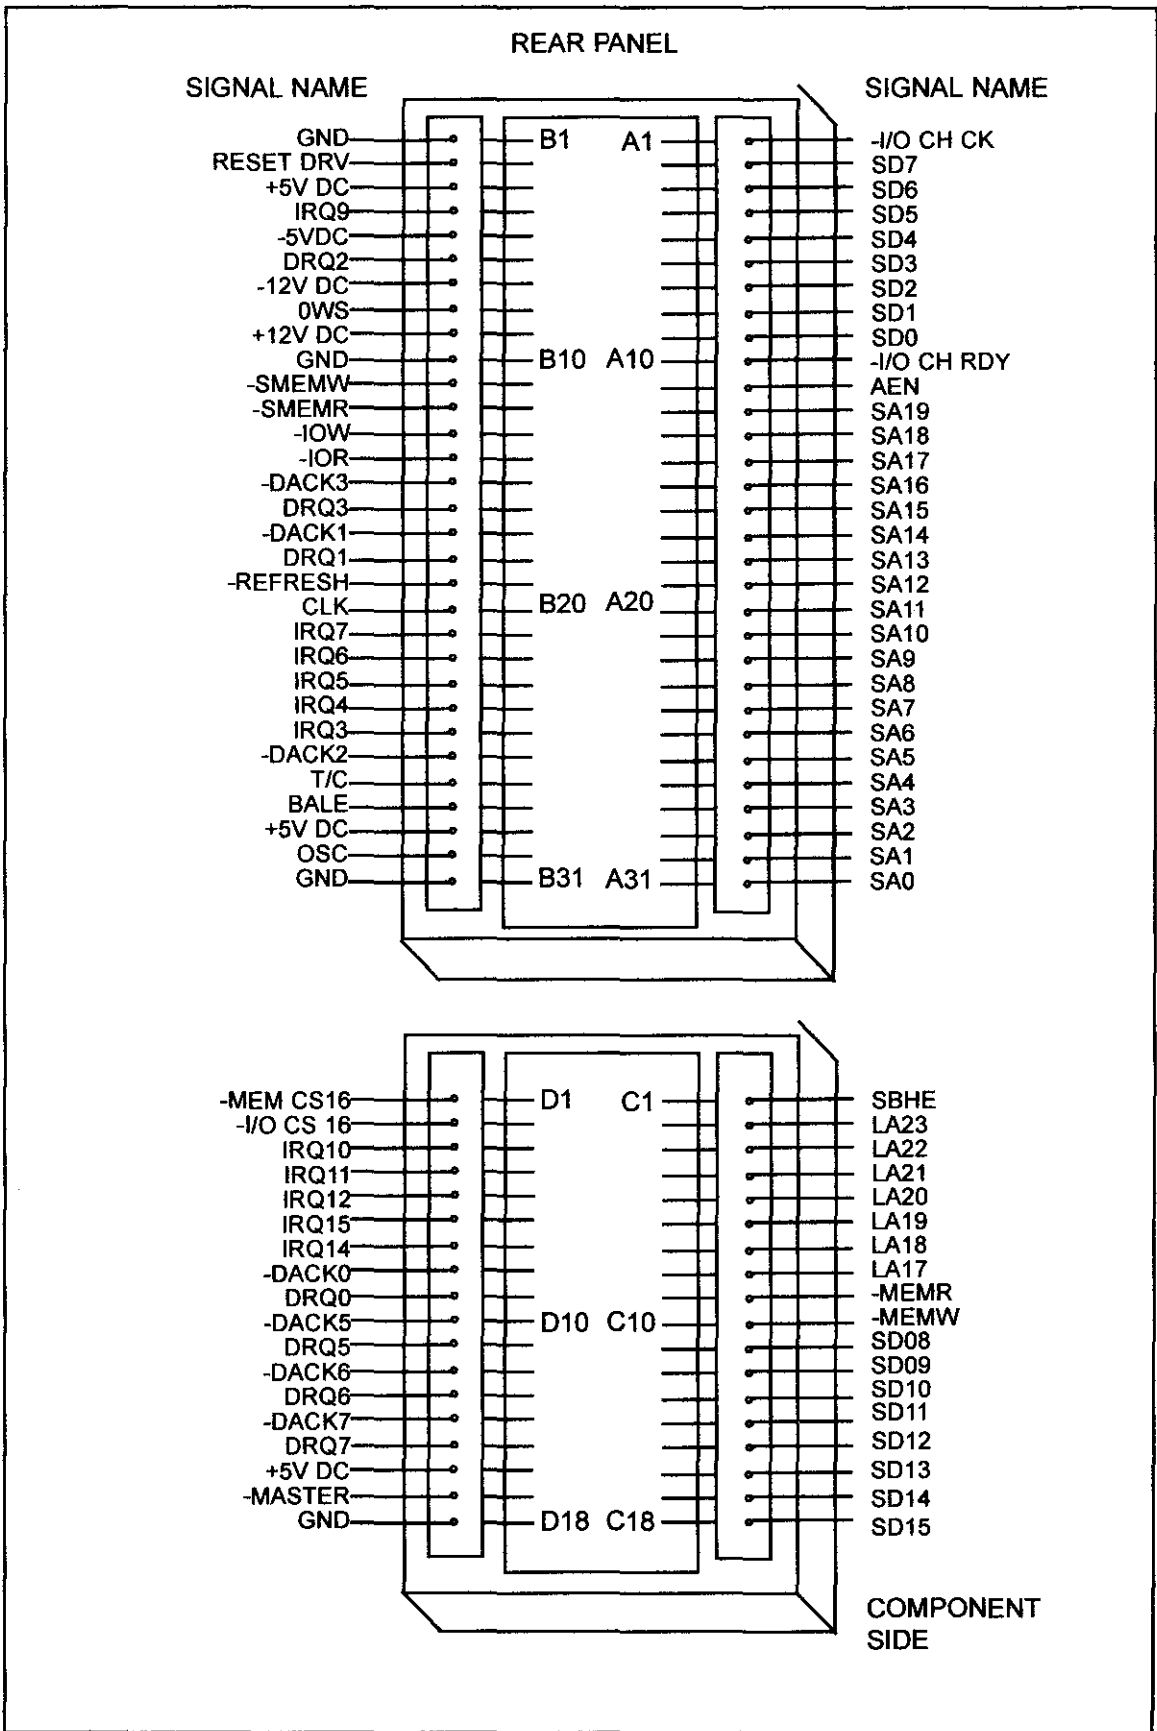 REAR PANEL
SIGNAL NAME SIGNAL NAME
GND B1 A1 -I/O CH CK
RESET DRV SD7
+5V DC SD6
IRQ9 SD5
-5VDC SD4
DRQ2 SD3
-12V DC SD2
0WS SD1
+12V DC SD0
GND B10 A10 -I/O CH RDY
-SMEMW AEN
-SMEMR SA19
-IOW SA18
-IOR SA17
-DACK3 SA16
DRQ3 SA15
-DACK1 SA14
DRQ1 SA13
-REFRESH SA12
CLK B20 A20 SA11
IRQ7 SA10
IRQ6 SA9
IRQ5 SA8
IRQ4 SA7
IRQ3 SA6
-DACK2 SA5
T/C SA4
BALE SA3
+5V DC SA2
OSC SA1
GND B31 A31 SA0
-MEM CS16 D1 C1 SBHE
-I/O CS 16 LA23
IRQ10 LA22
IRQ11 LA21
IRQ12 LA20
IRQ15 LA19
IRQ14 LA18
-DACK0 LA17
DRQ0 -MEMR
-DACK5 D10 C10 -MEMW
DRQ5 SD08
-DACK6 SD09
DRQ6 SD10
-DACK7 SD11
DRQ7 SD12
+5V DC SD13
-MASTER SD14
GND D18 C18 SD15
COMPONENT
SIDE